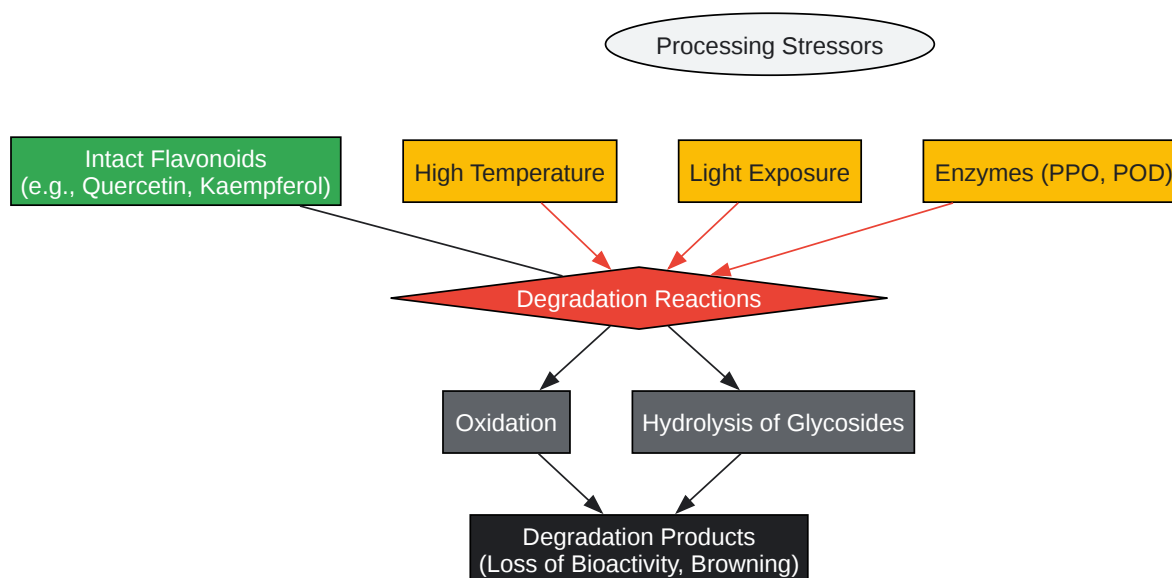 Processing Stressors
Intact Flavonoids
(e.g., Quercetin, Kaempferol)
High Temperature
Light Exposure
Enzymes (PPO, POD)
Degradation Reactions
Oxidation
Hydrolysis of Glycosides
Degradation Products
(Loss of Bioactivity, Browning)